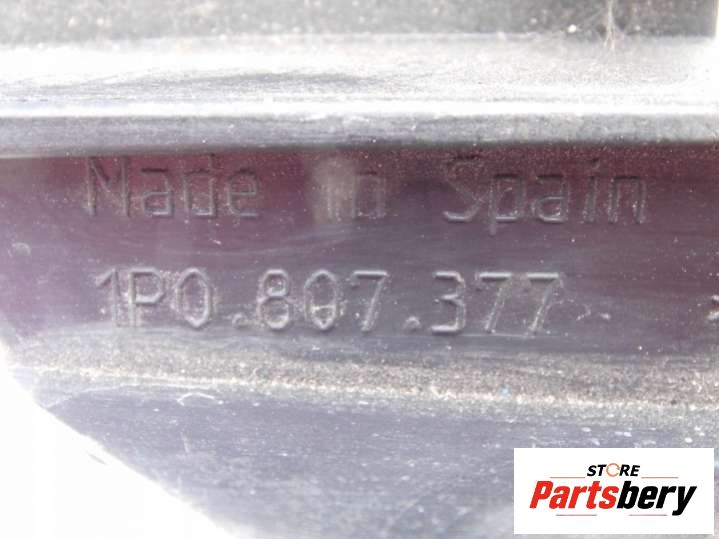 Made in Spain
1P0.807.377
STORE
Partsbery